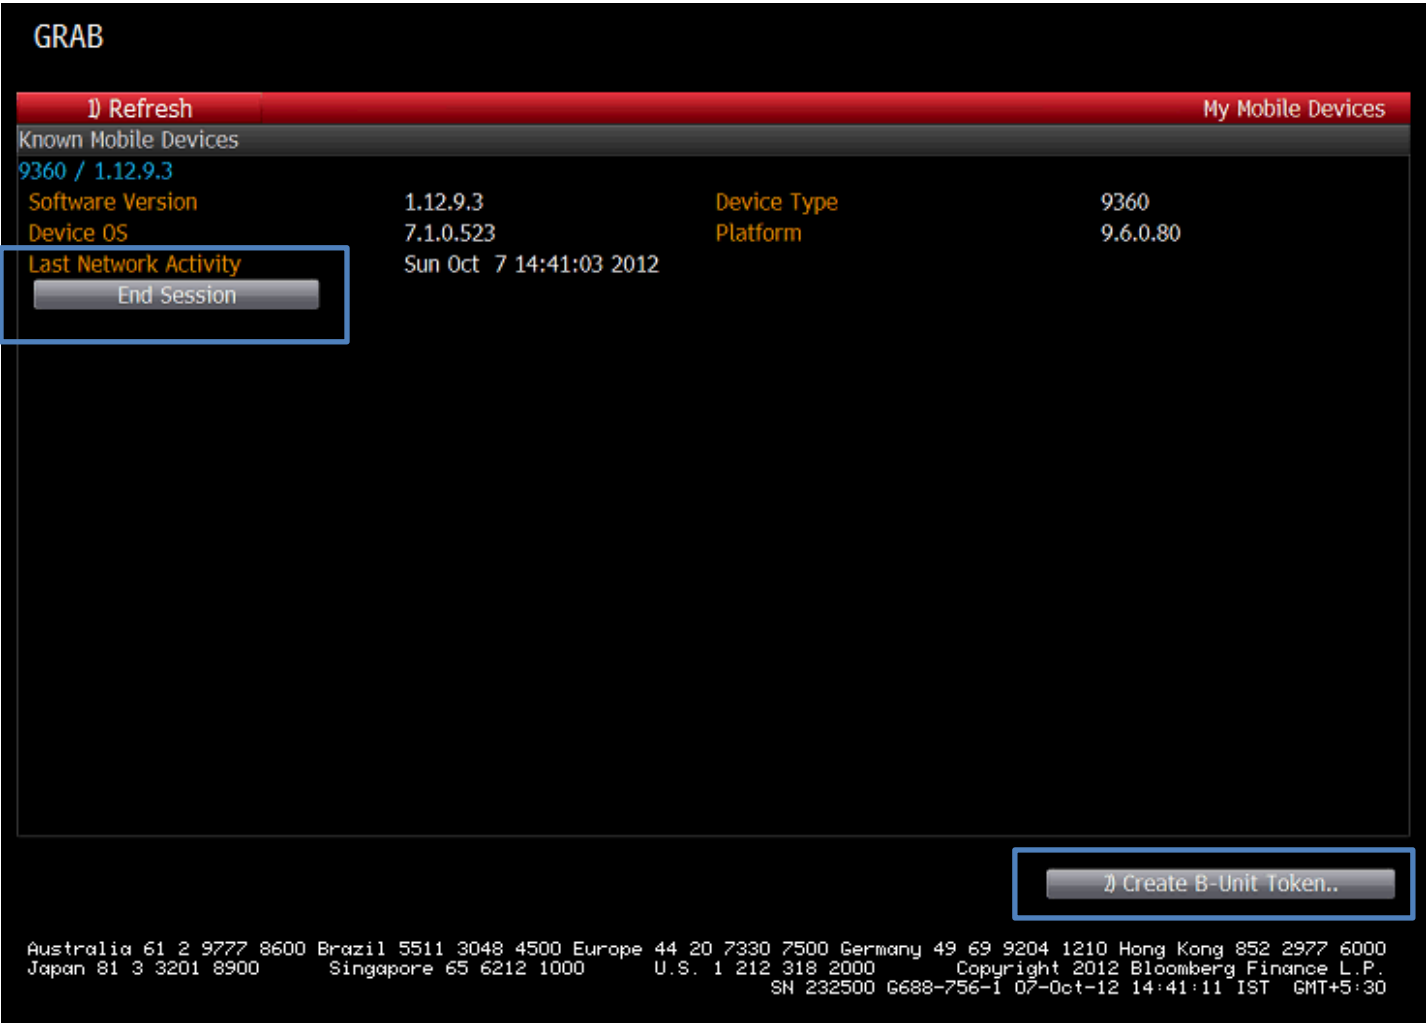 GRAB
1) Refresh My Mobile Devices
Known Mobile Devices
9360 / 1.12.9.3
Software Version 1.12.9.3 Device Type 9360
Device OS 7.1.0.523 Platform 9.6.0.80
Last Network Activity Sun Oct 7 14:41:03 2012
End Session
2) Create B-Unit Token..
Australia 61 2 9777 8600 Brazil 5511 3048 4500 Europe 44 20 7330 7500 Germany 49 69 9204 1210 Hong Kong 852 2977 6000
Japan 81 3 3201 8900 Singapore 65 6212 1000 U.S. 1 212 318 2000 Copyright 2012 Bloomberg Finance L.P.
SN 232500 G688-756-1 07-Oct-12 14:41:11 IST GMT+5:30